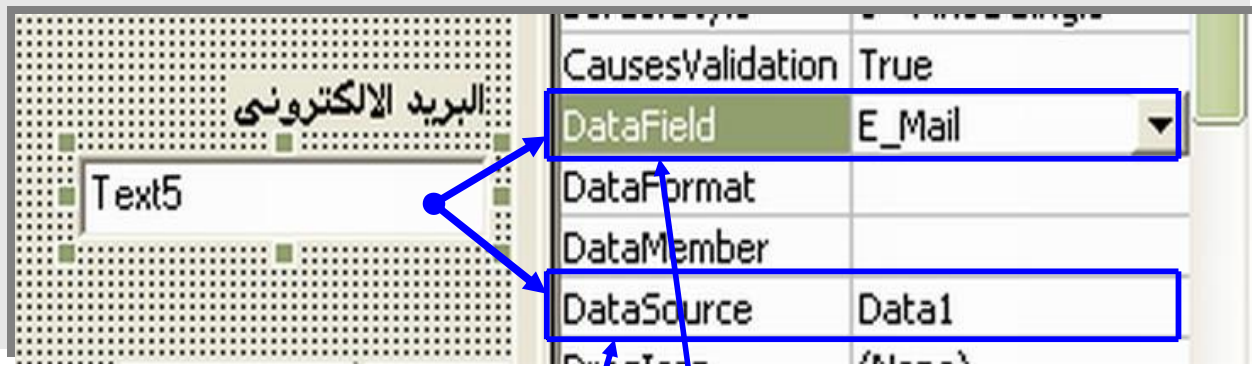 CausesValidation True
البريد الالكترونى
DataField E_Mail
Text5
DataFormat
DataMember
DataSource Data1